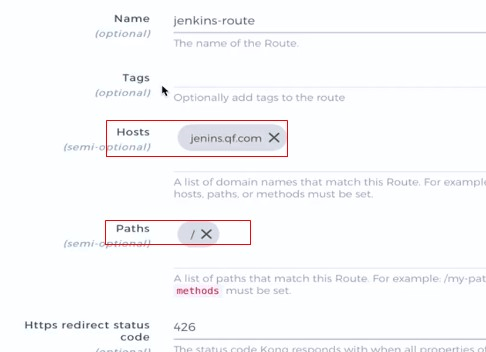 Name
(optional)
jenkins-route
The name of the Route.
Tags
(optional)
Optionally add tags to the route
Hosts
(semi-optional)
jenins.qf.com
A list of domain names that match this Route. For example
hosts, paths, or methods must be set.
Paths
(semi-optional)
/
A list of paths that match this Route. For example: /my-pat
methods must be set.
Https redirect status
code
(optional)
426
The status code Kong responds with when all properties of